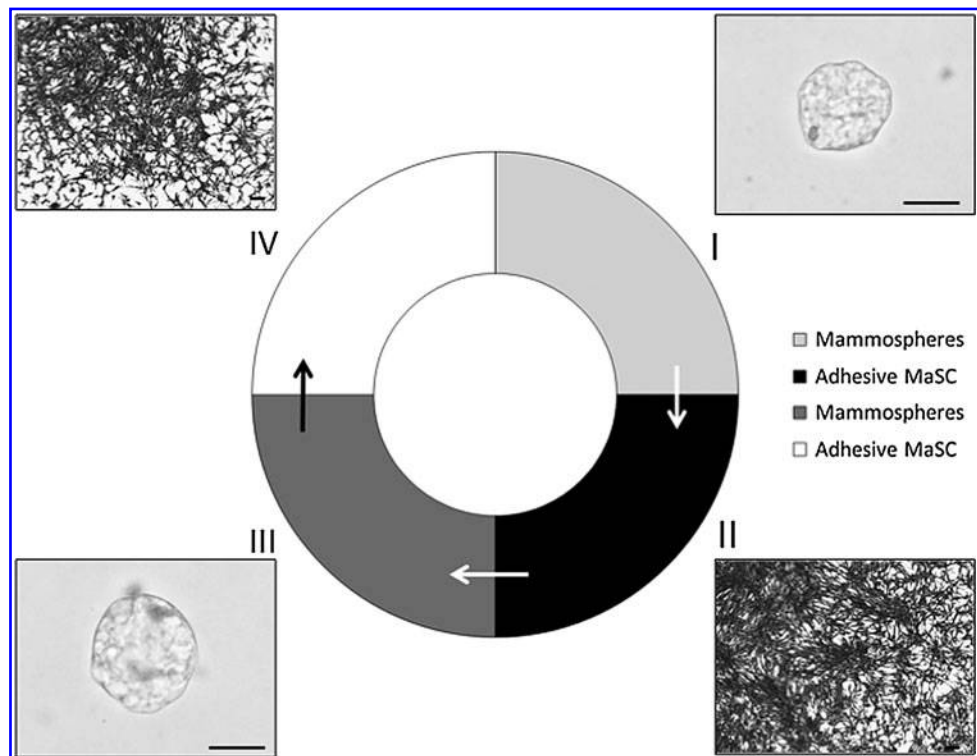 IV
I
Mammospheres
Adhesive MaSC
Mammospheres
Adhesive MaSC
III
II